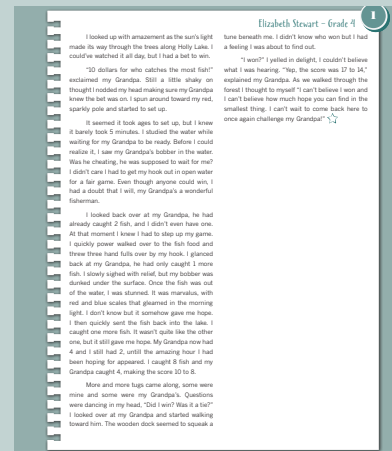 1
Elizabeth Stewart – Grade 4
I looked up with amazement as the sun's light
made its way through the trees along Holly Lake. I
could've watched it all day, but I had a bet to win.
"10 dollars for who catches the most fish!"
exclaimed my Grandpa. Still a little shaky on
thought I nodded my head making sure my Grandpa
knew the bet was on. I spun around toward my red,
sparkly pole and started to set up.
It seemed it took ages to set up, but I knew
it barely took 5 minutes. I studied the water while
waiting for my Grandpa to be ready. Before I could
realize it, I saw my Grandpa's bobber in the water.
Was he cheating, he was supposed to wait for me?
I didn't care I had to get my hook out in open water
for a fair game. Even though anyone could win, I
had a doubt that I will, my Grandpa's a wonderful
fisherman.
I looked back over at my Grandpa, he had
already caught 2 fish, and I didn't even have one.
At that moment I knew I had to step up my game.
I quickly power walked over to the fish food and
threw three hand fulls over by my hook. I glanced
back at my Grandpa, he had only caught 1 more
fish. I slowly sighed with relief, but my bobber was
dunked under the surface. Once the fish was out
of the water, I was stunned. It was marvalus, with
red and blue scales that gleamed in the morning
light. I don't know but it somehow gave me hope.
I then quickly sent the fish back into the lake. I
caught one more fish. It wasn't quite like the other
one, but it still gave me hope. My Grandpa now had
4 and I still had 2, untill the amazing hour I had
been hoping for appeared. I caught 8 fish and my
Grandpa caught 4, making the score 10 to 8.
More and more tugs came along, some were
mine and some were my Grandpa's. Questions
were dancing in my head, "Did I win? Was it a tie?"
I looked over at my Grandpa and started walking
toward him. The wooden dock seemed to squeak a
tune beneath me. I didn't know who won but I had
a feeling I was about to find out.
"I won?" I yelled in delight, I couldn't believe
what I was hearing. "Yep, the score was 17 to 14,"
explained my Grandpa. As we walked through the
forest I thought to myself "I can't believe I won and
I can't believe how much hope you can find in the
smallest thing. I can't wait to come back here to
once again challenge my Grandpa!"